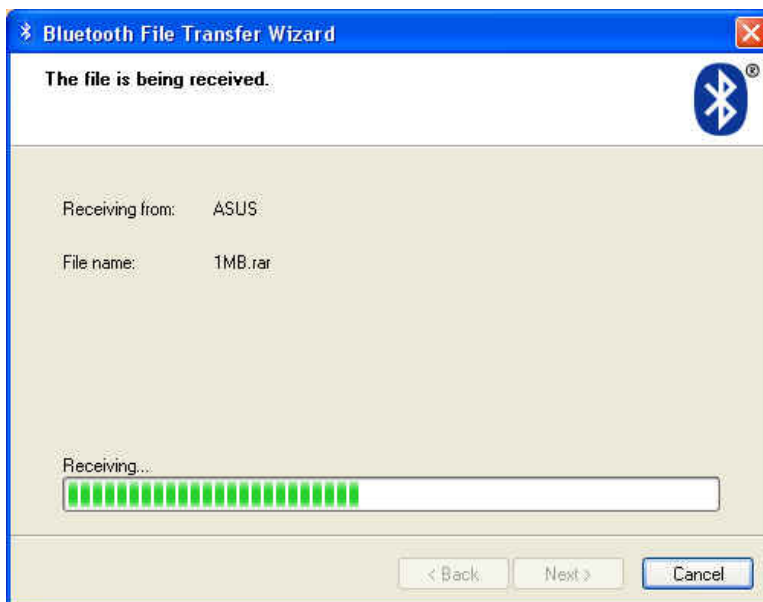 Bluetooth File Transfer Wizard
The file is being received.
®
Receiving from: ASUS
File name: 1MB.rar
Receiving...
< Back Next > Cancel